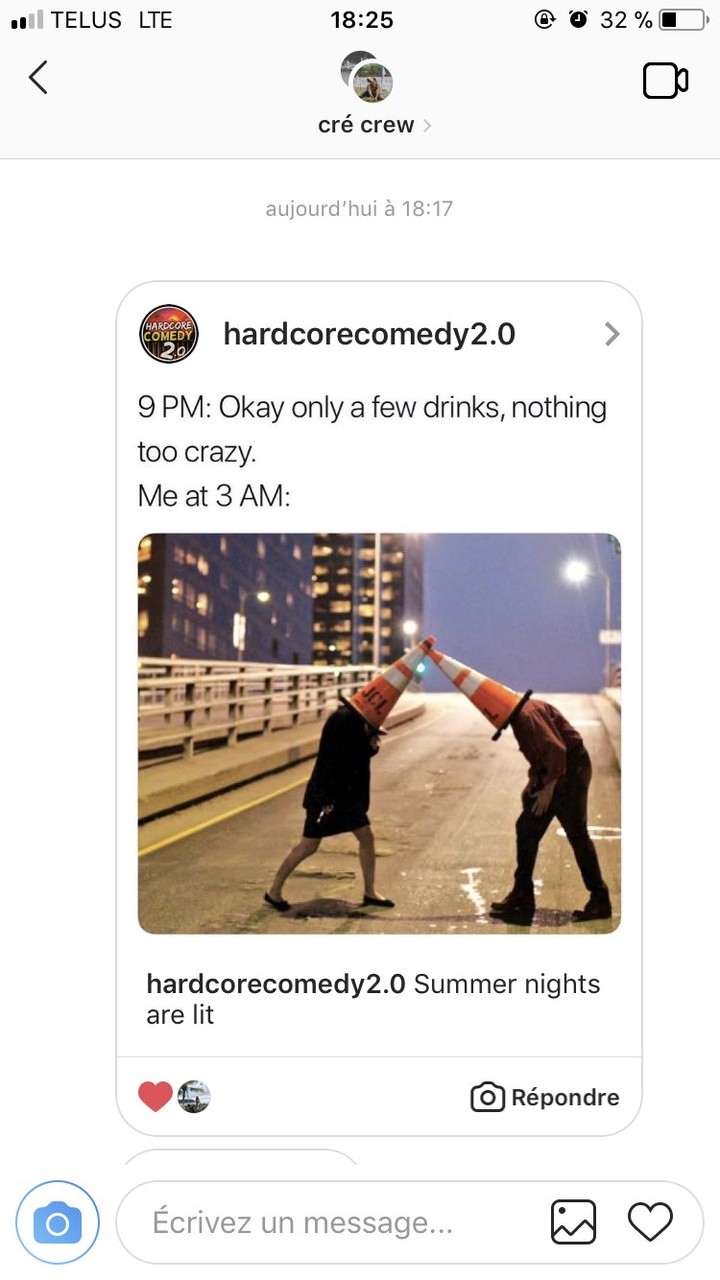 TELUS LTE 18:25 32 %
cré crew
aujourd'hui à 18:17
HARDCORE
COMEDY
2.0
hardcorecomedy2.0
9 PM: Okay only a few drinks, nothing
too crazy.
Me at 3 AM:
JCL
hardcorecomedy2.0 Summer nights
are lit
Répondre
Écrivez un message...